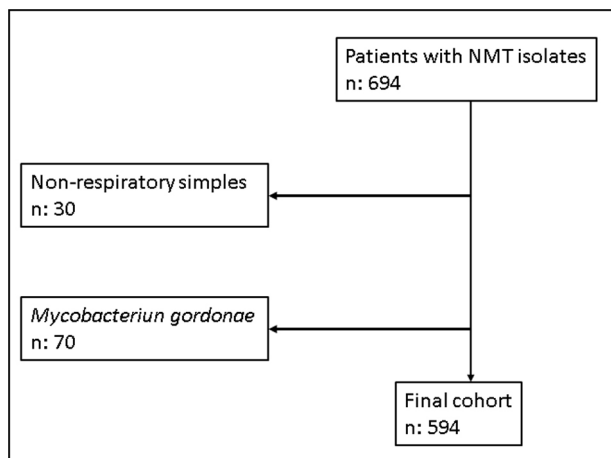 Patients with NMT isolates
n: 694
Non-respiratory simples
n: 30
Mycobacteriun gordonae
n: 70
Final cohort
n: 594